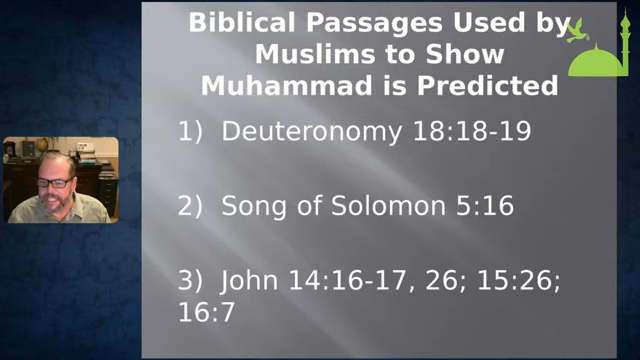 Biblical Passages Used by
Muslims to Show
Muhammad is Predicted
1) Deuteronomy 18:18-19
2) Song of Solomon 5:16
3) John 14:16-17, 26; 15:26;
16:7